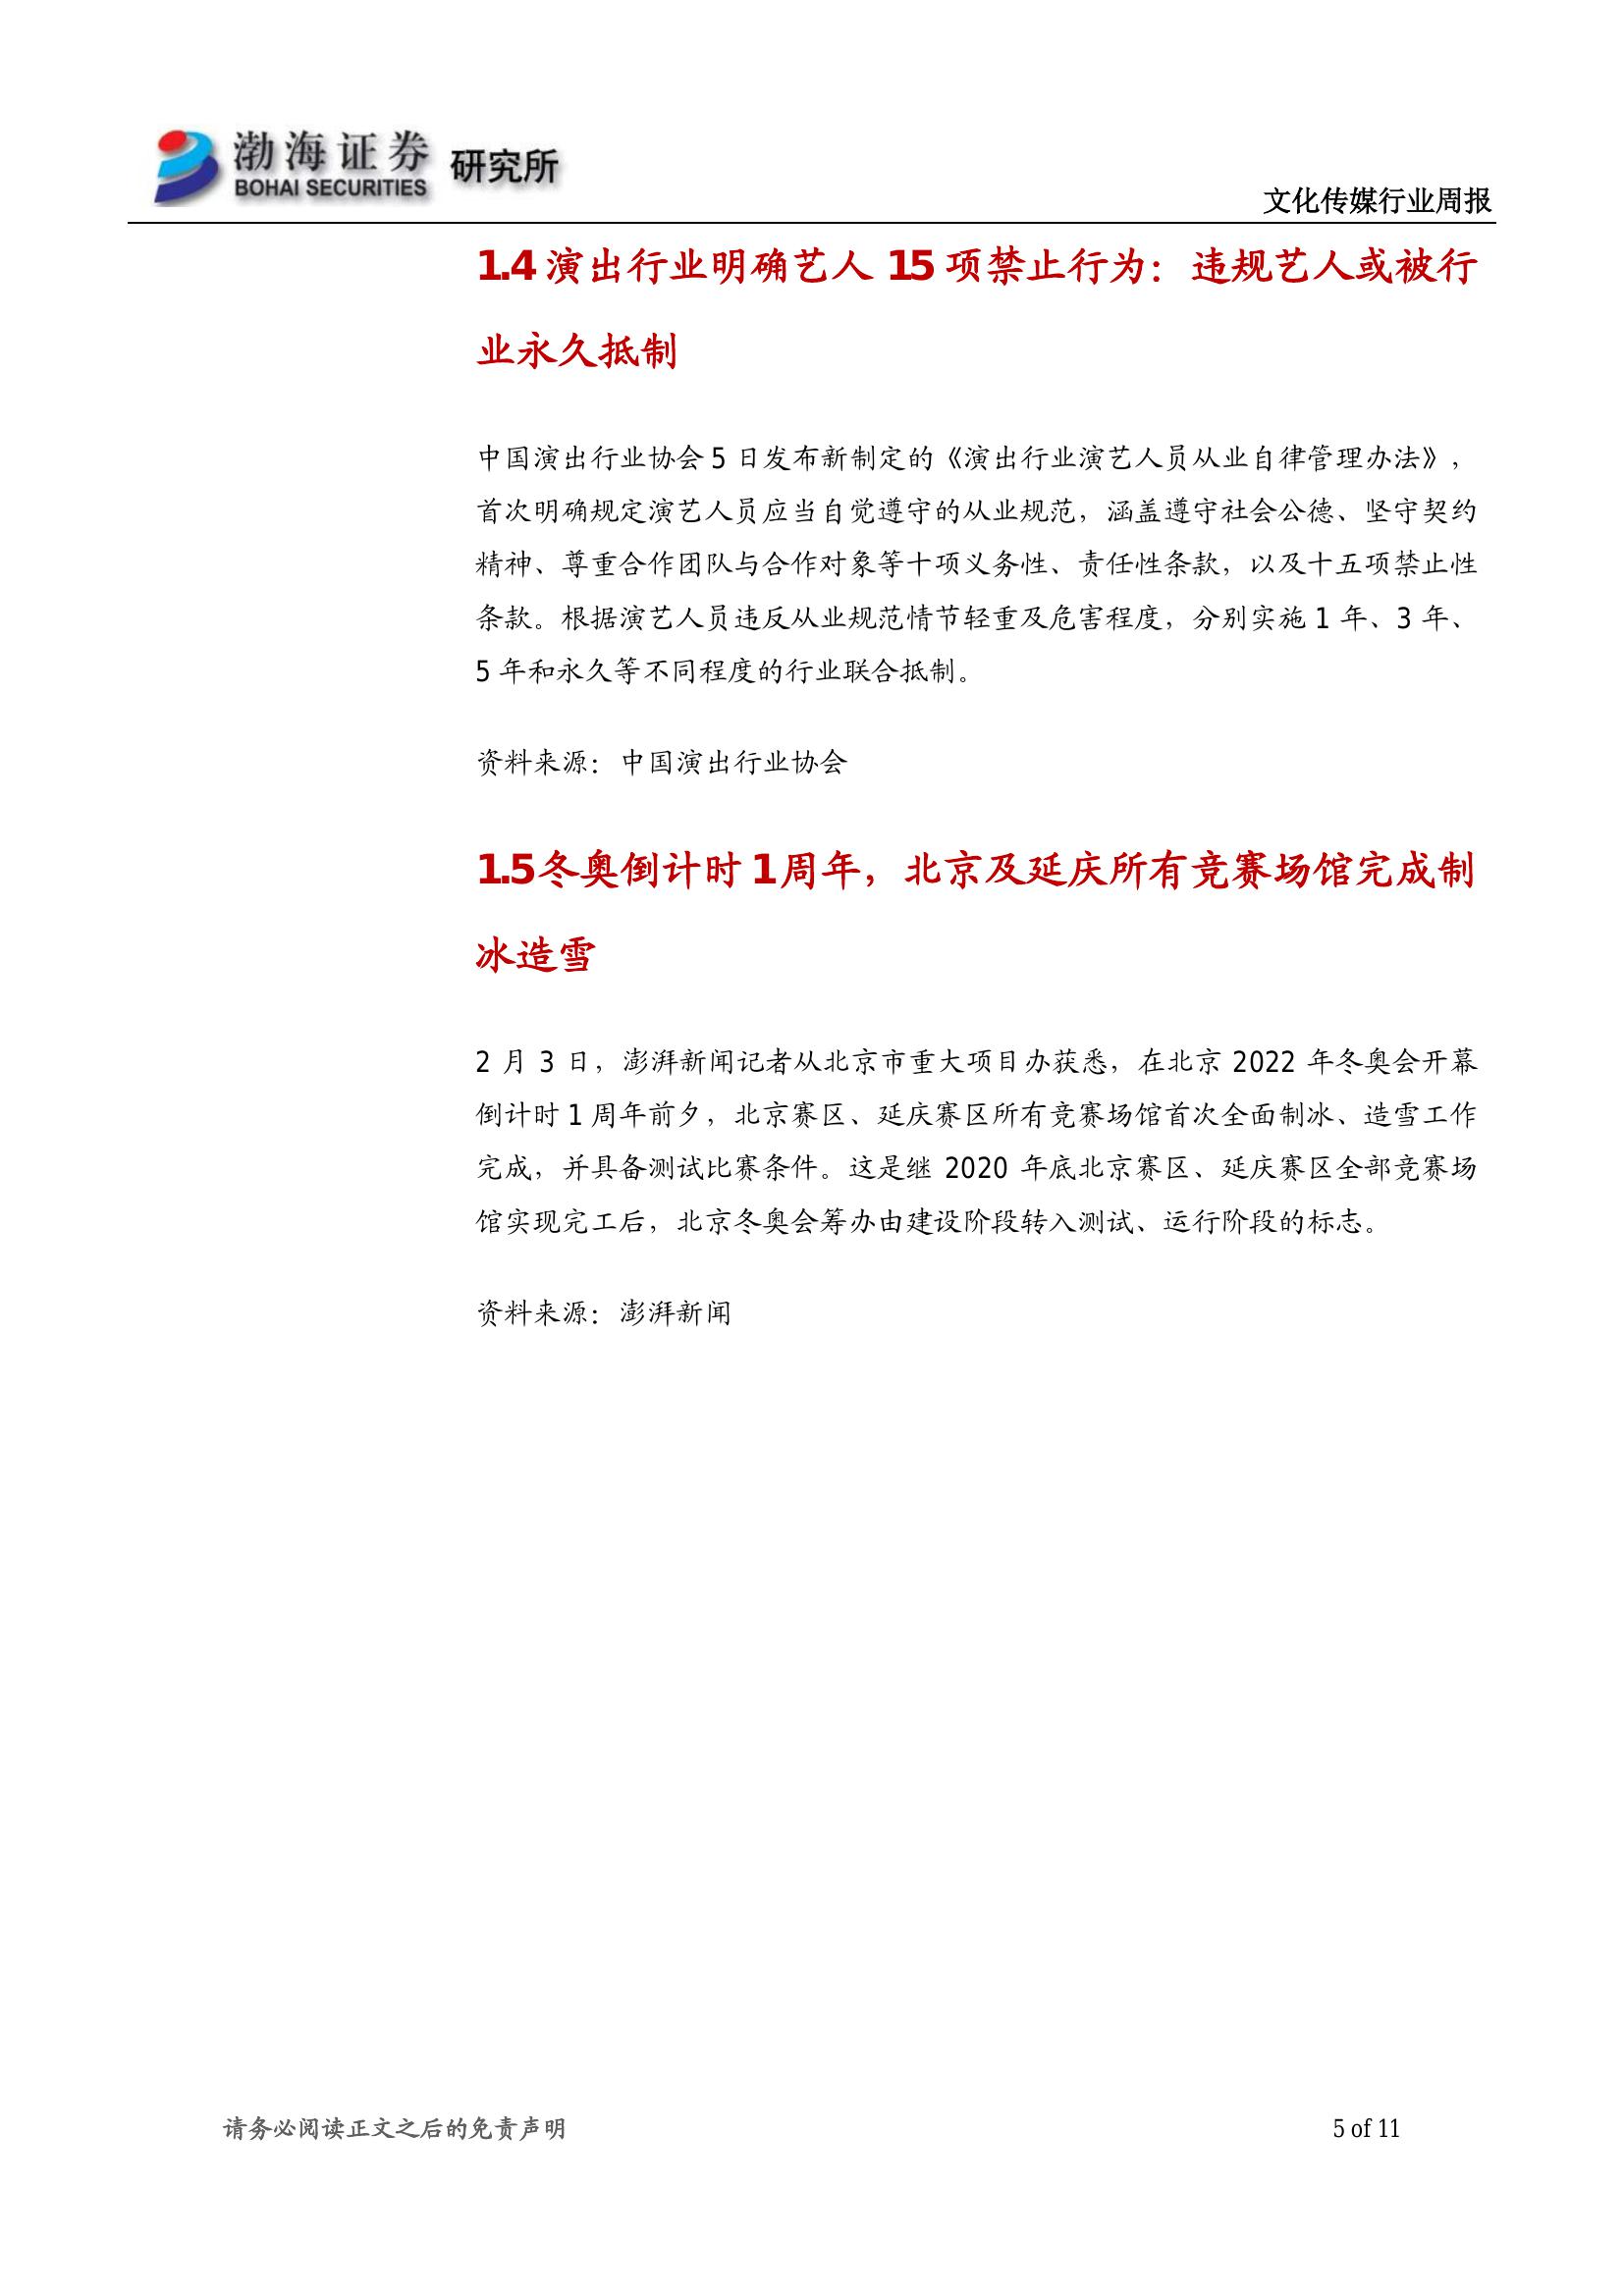 渤海证券
BOHAI SECURITIES
研究所
文化传媒行业周报
1.4 演出行业明确艺人 15 项禁止行为：违规艺人或被行
业永久抵制
中国演出行业协会 5 日发布新制定的《演出行业演艺人员从业自律管理办法》，
首次明确规定演艺人员应当自觉遵守的从业规范，涵盖遵守社会公德、坚守契约
精神、尊重合作团队与合作对象等十项义务性、责任性条款，以及十五项禁止性
条款。根据演艺人员违反从业规范情节轻重及危害程度，分别实施 1 年、3 年、
5 年和永久等不同程度的行业联合抵制。
资料来源：中国演出行业协会
1.5 冬奥倒计时 1 周年，北京及延庆所有竞赛场馆完成制
冰造雪
2 月 3 日，澎湃新闻记者从北京市重大项目办获悉，在北京 2022 年冬奥会开幕
倒计时 1 周年前夕，北京赛区、延庆赛区所有竞赛场馆首次全面制冰、造雪工作
完成，并具备测试比赛条件。这是继 2020 年底北京赛区、延庆赛区全部竞赛场
馆实现完工后，北京冬奥会筹办由建设阶段转入测试、运行阶段的标志。
资料来源：澎湃新闻
请务必阅读正文之后的免责声明
5 of 11